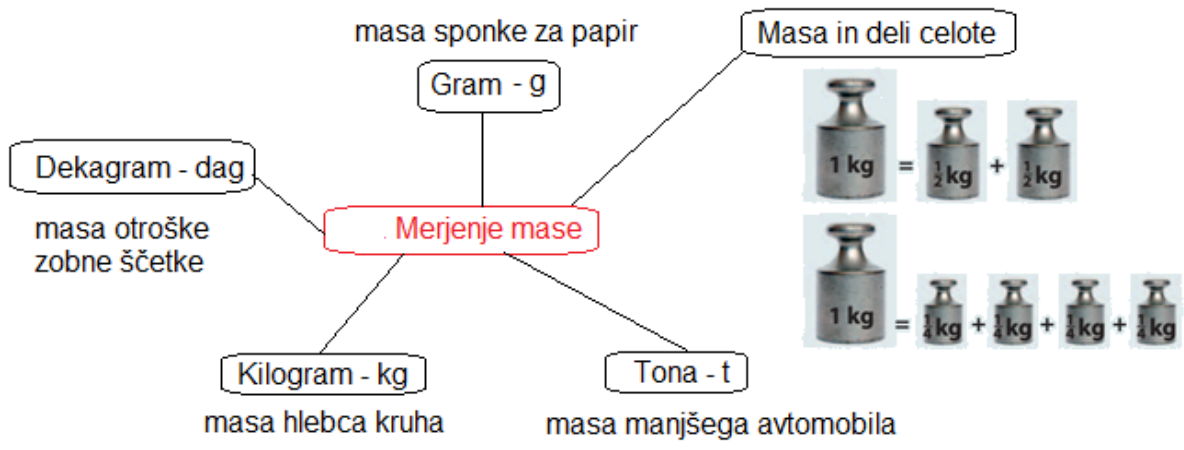 masa sponke za papir
Masa in deli celote
Gram - g
Dekagram - dag
masa otroške
zobne ščetke
. Merjenje mase
1 kg = 1/2 kg + 1/2 kg
1 kg = 1/4 kg + 1/4 kg + 1/4 kg + 1/4 kg
Kilogram - kg
Tona - t
masa hlebca kruha
masa manjšega avtomobila